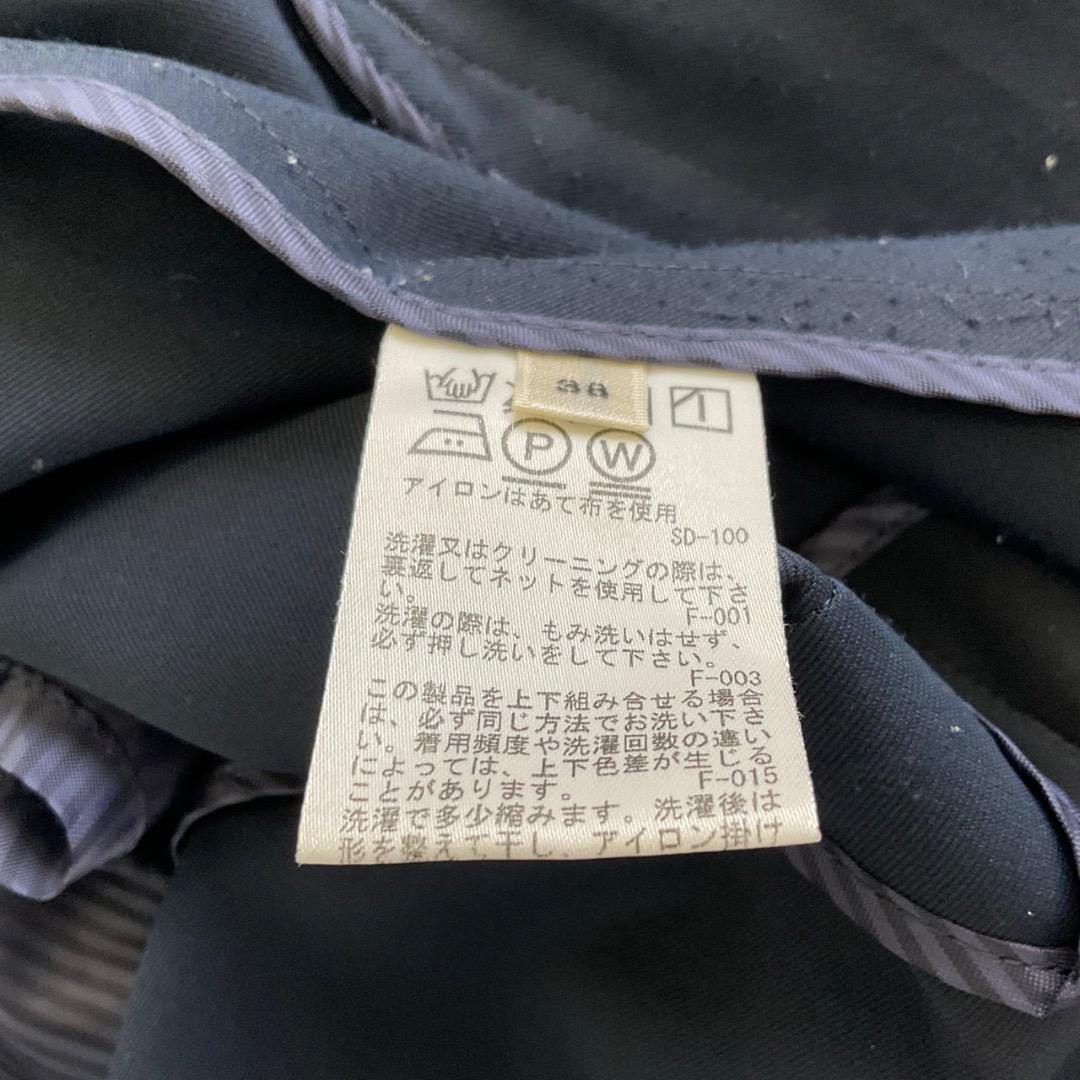 38
P W
アイロンはあて布を使用
SD-100
洗濯又はクリーニングの際は、
裏返してネットを使用して下さ
い。
F-001
洗濯の際は、もみ洗いはせず、
必ず押し洗いをして下さい。
F-003
この製品を上下組み合せる場合
は、必ず同じ方法でお洗い下さ
い。着用頻度や洗濯回数の違い
によっては、上下色差が生じる
ことがあります。
F-015
洗濯で多少縮みます。洗濯後は
形を整えて干し、アイロン掛け